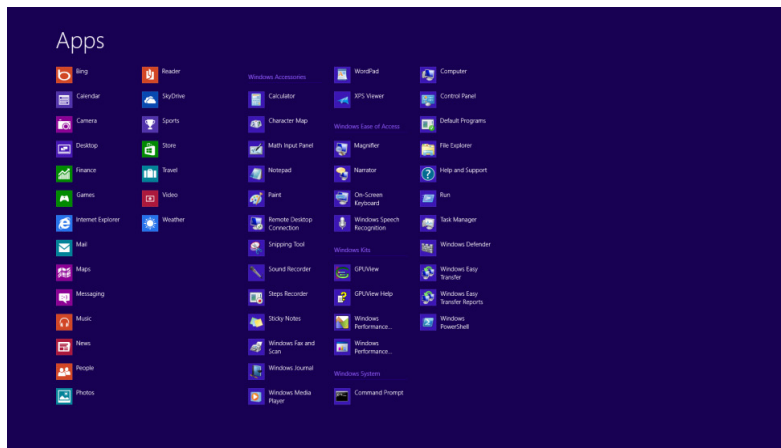 Apps
Bing
Calendar
Camera
Desktop
Finance
Games
Internet Explorer
Mail
Maps
Messaging
Music
News
People
Photos
Reader
SkyDrive
Sports
Store
Travel
Video
Weather
Windows Accessories
Calculator
Character Map
Math Input Panel
Notepad
Paint
Remote Desktop
Connection
Snipping Tool
Sound Recorder
Steps Recorder
Sticky Notes
Windows Fax and
Scan
Windows Journal
Windows Media
Player
WordPad
XPS Viewer
Windows Ease of Access
Magnifier
Narrator
On-Screen
Keyboard
Windows Speech
Recognition
Windows Kits
GPUView
GPUView Help
Windows
Performance...
Windows
Performance...
Windows System
Command Prompt
Computer
Control Panel
Default Programs
File Explorer
Help and Support
Run
Task Manager
Windows Defender
Windows Easy
Transfer
Windows Easy
Transfer Reports
Windows
PowerShell